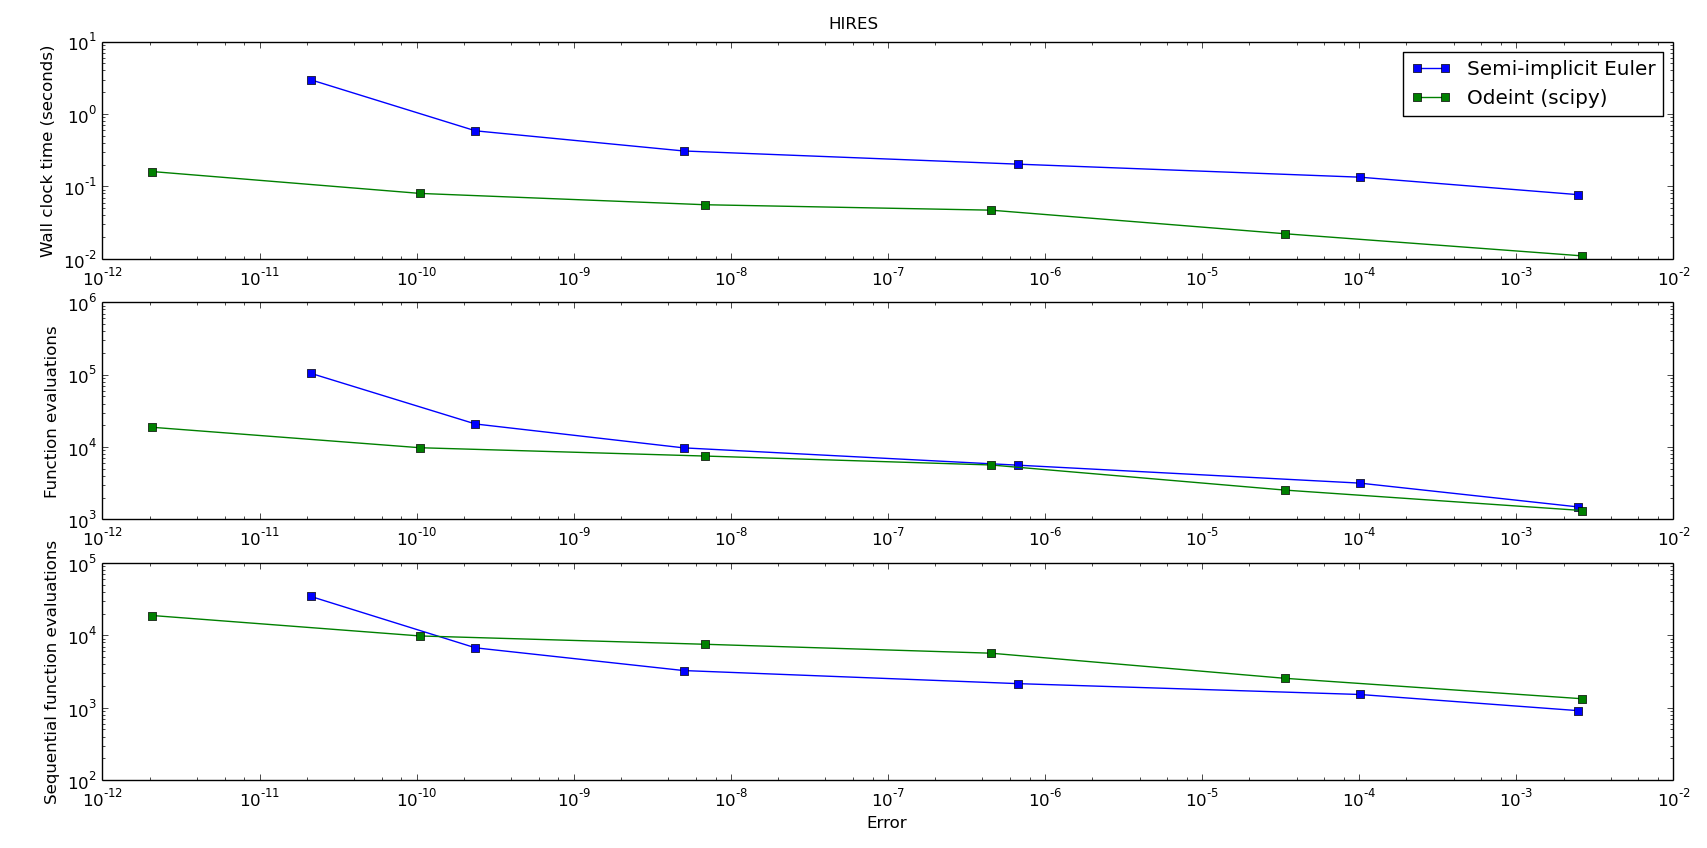 HIRES
Wall clock time (seconds)
10^1
10^0
10^-1
10^-2
Semi-implicit Euler
Odeint (scipy)
10^-12 10^-11 10^-10 10^-9 10^-8 10^-7 10^-6 10^-5 10^-4 10^-3 10^-2
Function evaluations
10^6
10^5
10^4
10^3
10^-12 10^-11 10^-10 10^-9 10^-8 10^-7 10^-6 10^-5 10^-4 10^-3 10^-2
Sequential function evaluations
10^5
10^4
10^3
10^2
10^-12 10^-11 10^-10 10^-9 10^-8 10^-7 10^-6 10^-5 10^-4 10^-3 10^-2
Error